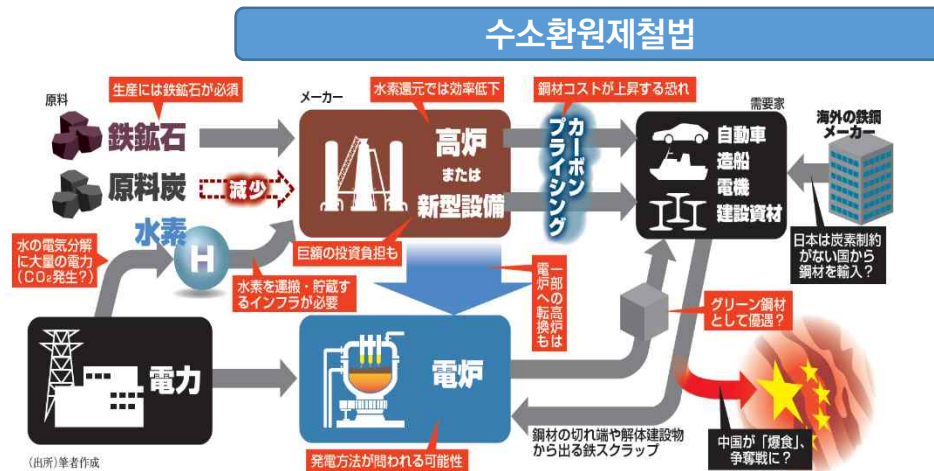 수소환원제철법
原料
生産には鉄鉱石が必須
鉄鉱石
原料炭
減少
水素
H
水の電気分解
に大量の電力
(CO₂発生?)
水素を運搬・貯蔵す
るインフラが必要
メーカー
水素還元では効率低下
高炉
または
新型設備
巨額の投資負担も
鋼材コストが上昇する恐れ
カーボン
プライシング
需要家
自動車
造船
電機
建設資材
海外の鉄鋼
メーカー
日本は炭素制約
がない国から
鋼材を輸入?
一部の高炉は
電炉へ転換も
グリーン鋼材
として優遇?
電力
電炉
発電方法が問われる可能性
鋼材の切れ端や解体建設物
から出る鉄スクラップ
中国が「爆食」、
争奪戦に?
(出所)筆者作成